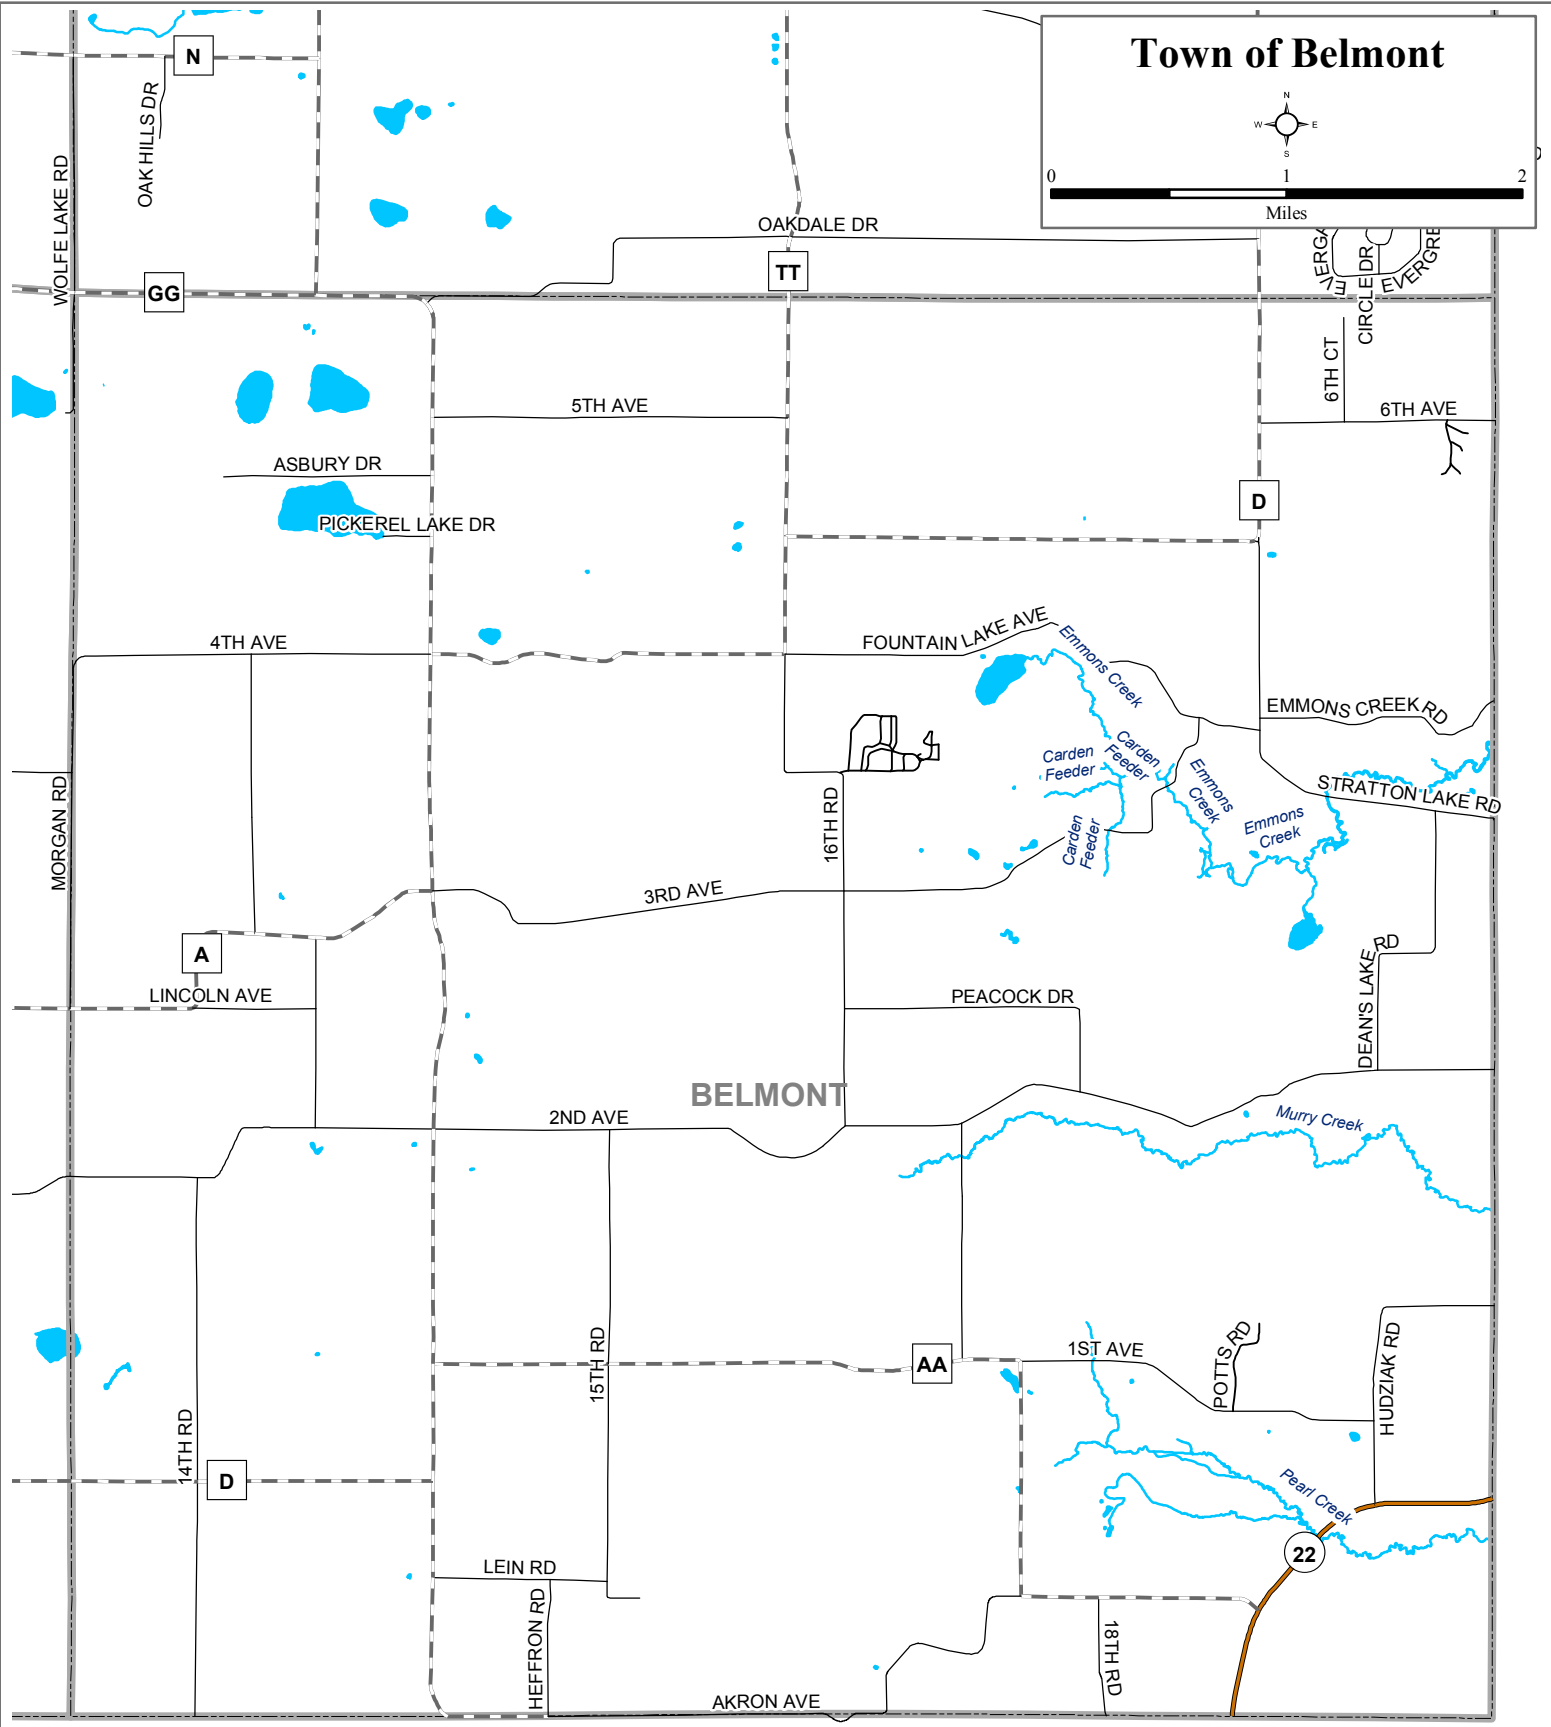 Town of Belmont
N
W
E
S
0
1
2
Miles
N
OAK HILLS DR
WOLFE LAKE RD
OAKDALE DR
TT
GG
CIRCLE DR
6TH CT
5TH AVE
6TH AVE
ASBURY DR
PICKEREL LAKE DR
D
4TH AVE
FOUNTAIN LAKE AVE
Emmons Creek
EMMONS CREEK RD
Carden
Feeder
Carden
Feeder
Emmons
Creek
STRATTON LAKE RD
MORGAN RD
16TH RD
Carden
Feeder
Emmons
Creek
3RD AVE
A
DEAN'S LAKE RD
LINCOLN AVE
PEACOCK DR
BELMONT
2ND AVE
Murry Creek
15TH RD
AA
1ST AVE
POTTS RD
HUDZIAK RD
14TH RD
D
Pearl Creek
22
LEIN RD
HEFFRON RD
18TH RD
AKRON AVE